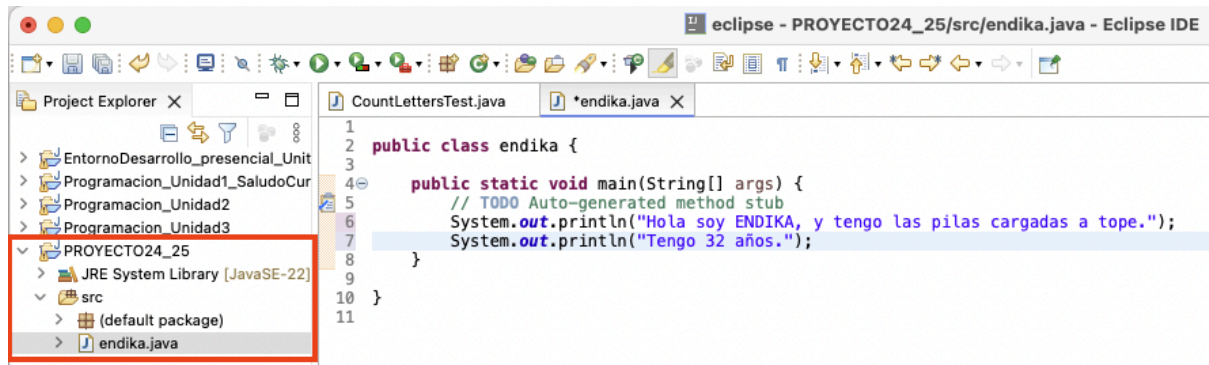 eclipse - PROYECTO24_25/src/endika.java - Eclipse IDE
Project Explorer
EntornoDesarrollo_presencial_Unit
Programacion_Unidad1_SaludoCur
Programacion_Unidad2
Programacion_Unidad3
PROYECTO24_25
JRE System Library [JavaSE-22]
src
(default package)
endika.java
CountLettersTest.java
*endika.java
1
2 public class endika {
3
4 public static void main(String[] args) {
5 // TODO Auto-generated method stub
6 System.out.println("Hola soy ENDIKA, y tengo las pilas cargadas a tope.");
7 System.out.println("Tengo 32 años.");
8 }
9
10 }
11